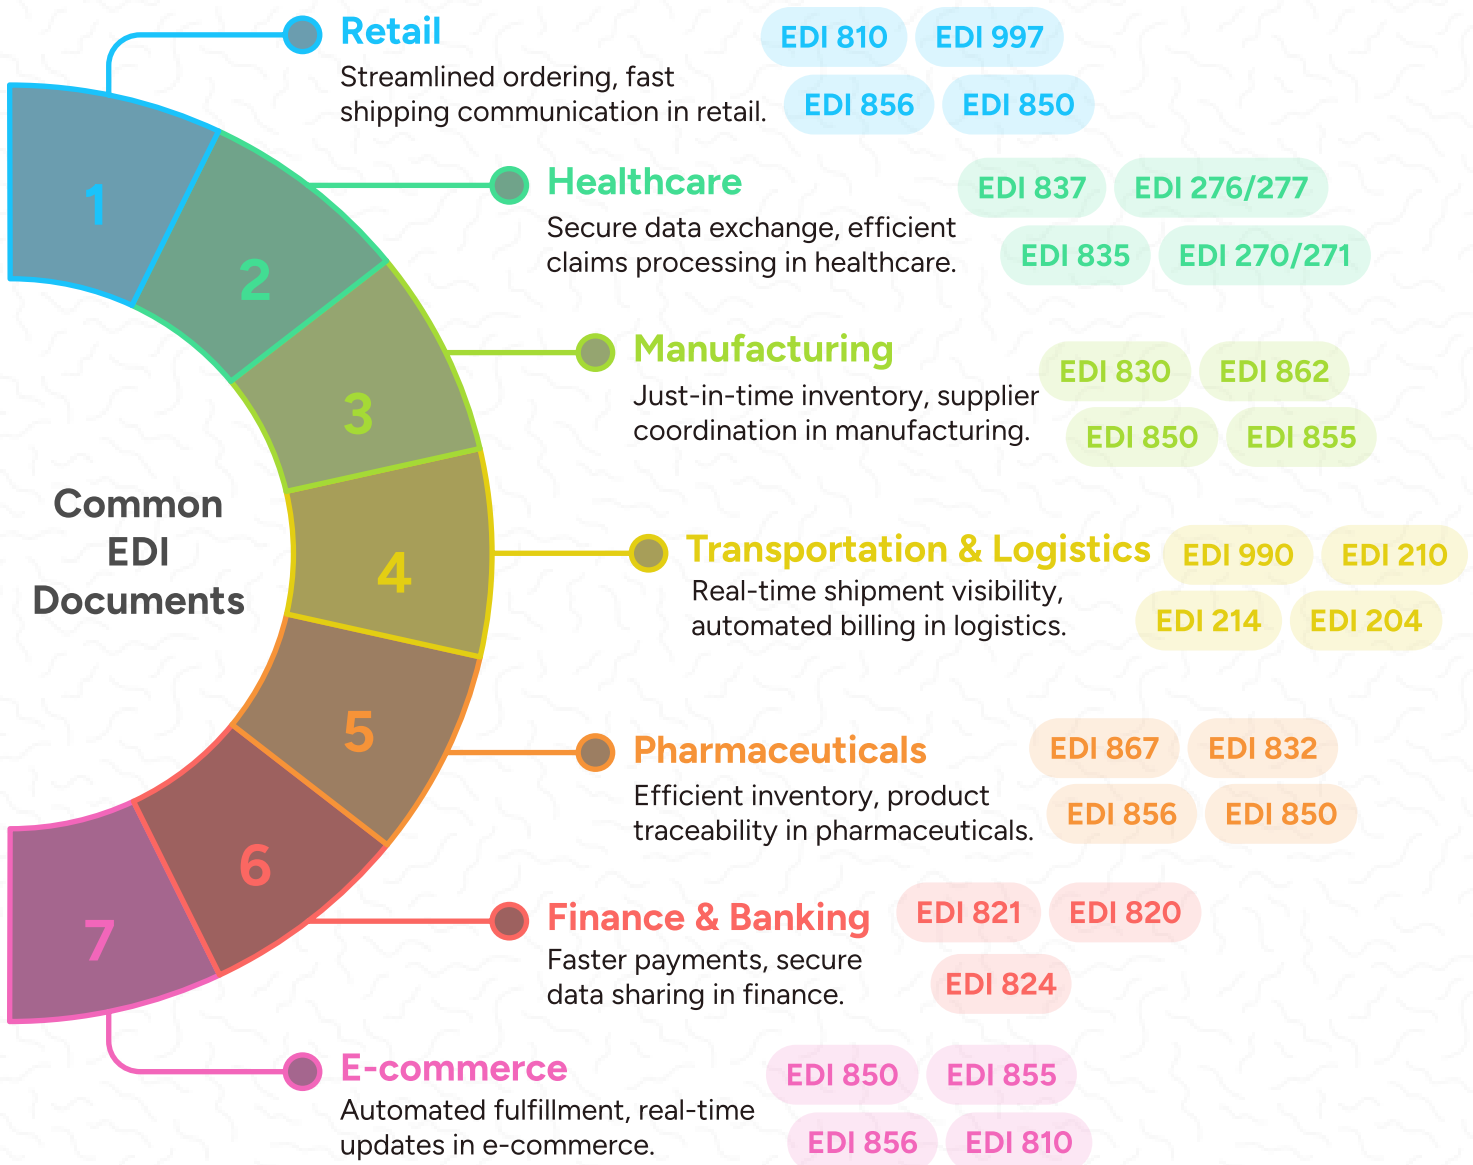 Common
EDI
Documents
1
Retail
Streamlined ordering, fast
shipping communication in retail.
EDI 810 EDI 997
EDI 856 EDI 850
2
Healthcare
Secure data exchange, efficient
claims processing in healthcare.
EDI 837 EDI 276/277
EDI 835 EDI 270/271
3
Manufacturing
Just-in-time inventory, supplier
coordination in manufacturing.
EDI 830 EDI 862
EDI 850 EDI 855
4
Transportation & Logistics
Real-time shipment visibility,
automated billing in logistics.
EDI 990 EDI 210
EDI 214 EDI 204
5
Pharmaceuticals
Efficient inventory, product
traceability in pharmaceuticals.
EDI 867 EDI 832
EDI 856 EDI 850
6
Finance & Banking
Faster payments, secure
data sharing in finance.
EDI 821 EDI 820
EDI 824
7
E-commerce
Automated fulfillment, real-time
updates in e-commerce.
EDI 850 EDI 855
EDI 856 EDI 810